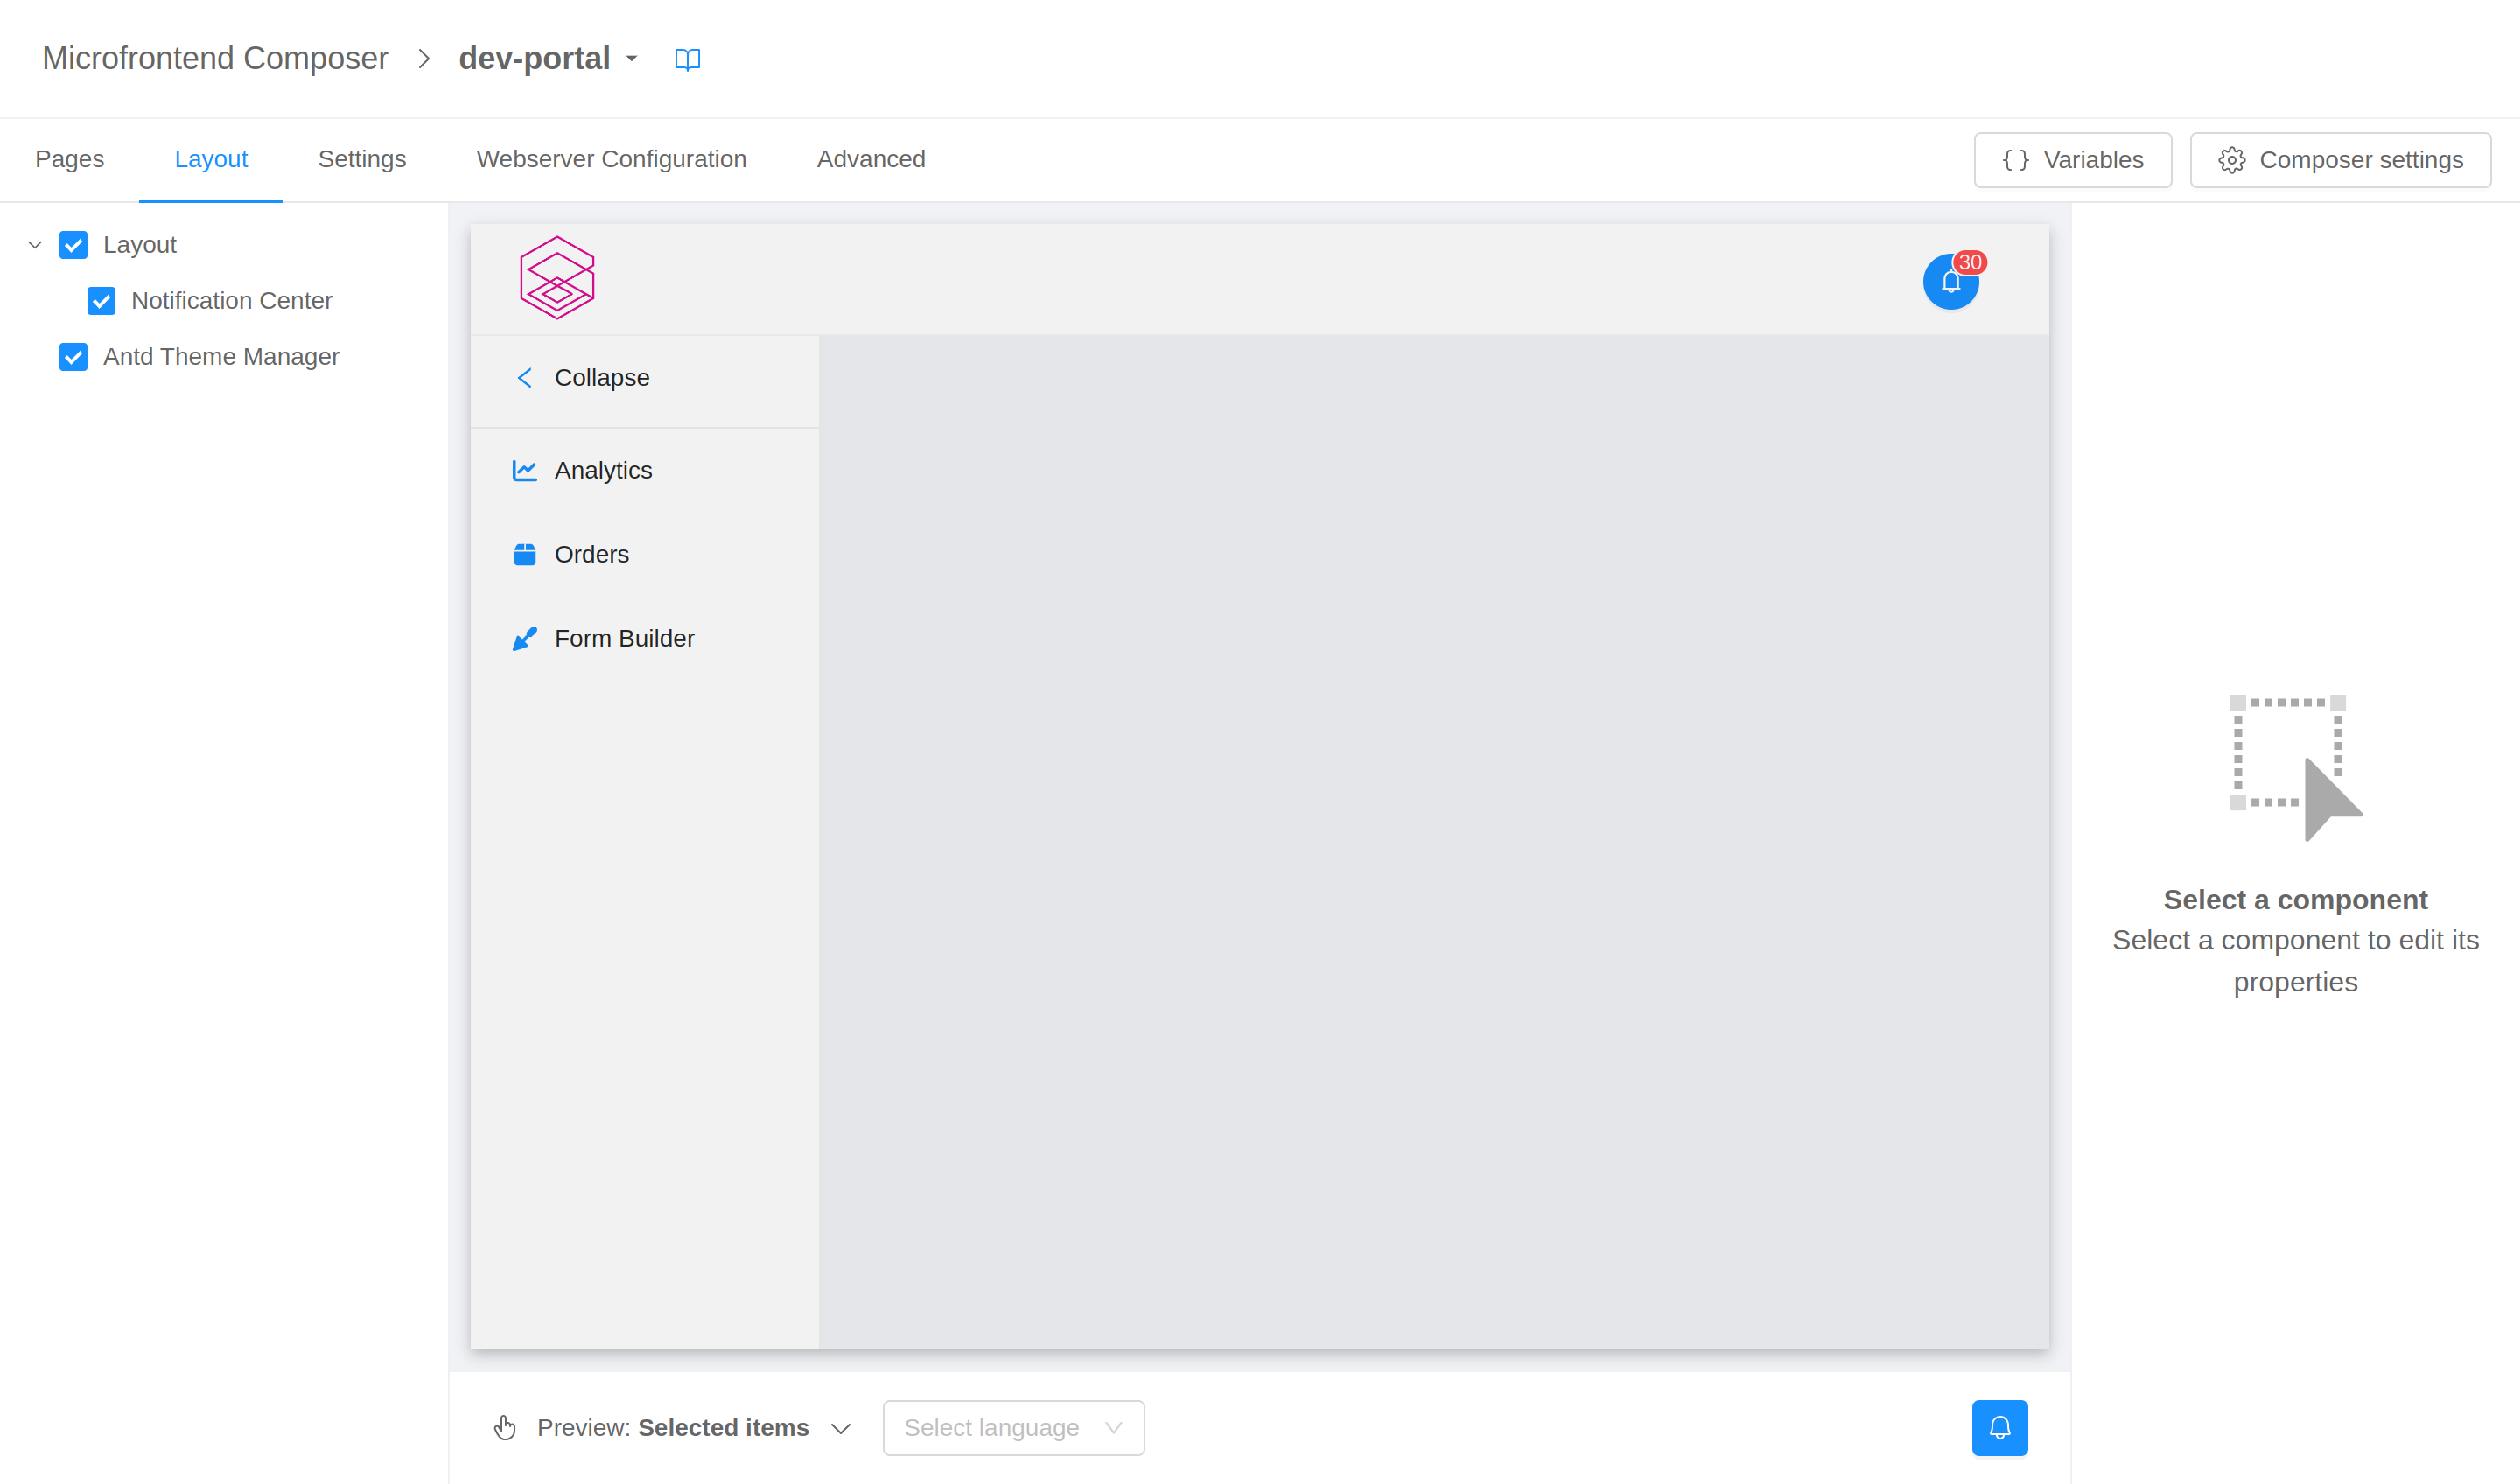 Microfrontend Composer
dev-portal
Pages
Layout
Settings
Webserver Configuration
Advanced
{ } Variables
Composer settings
Layout
Notification Center
Antd Theme Manager
30
Collapse
Analytics
Orders
Form Builder
Select a component
Select a component to edit its
properties
Preview: Selected items
Select language